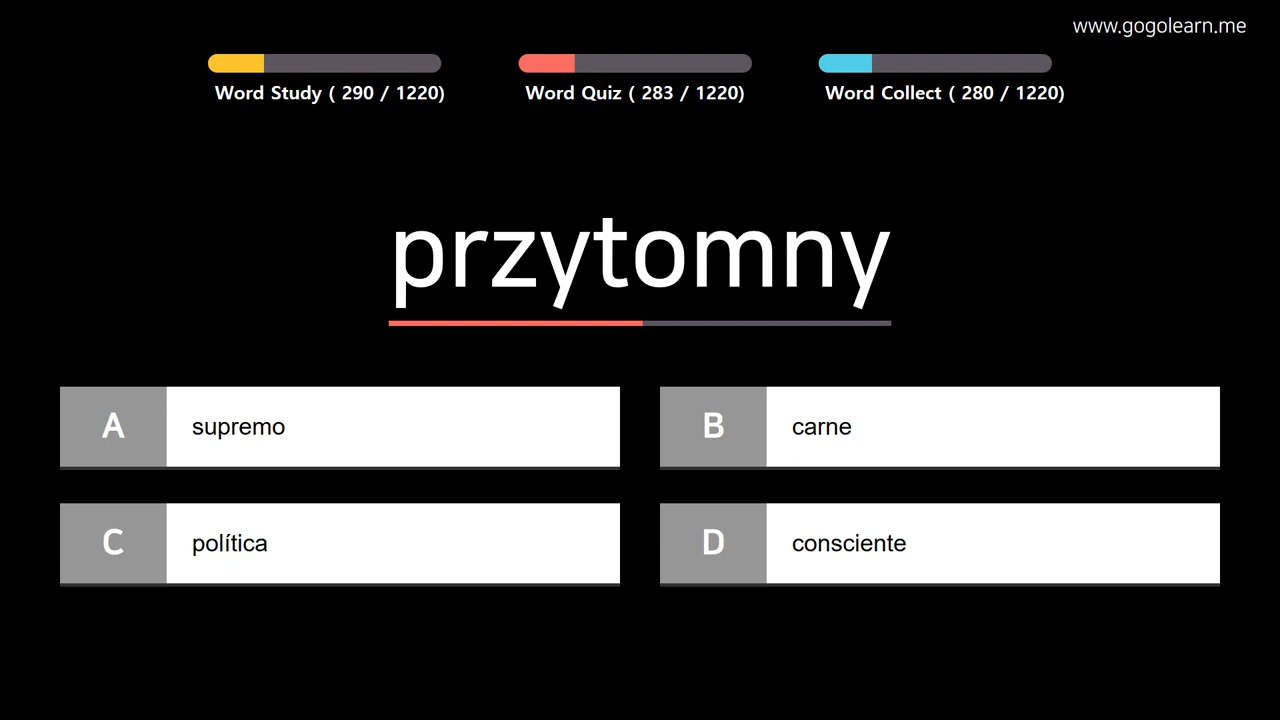 www.gogolearn.me
Word Study ( 290 / 1220)
Word Quiz ( 283 / 1220)
Word Collect ( 280 / 1220)
przytomny
A
supremo
B
carne
C
política
D
consciente